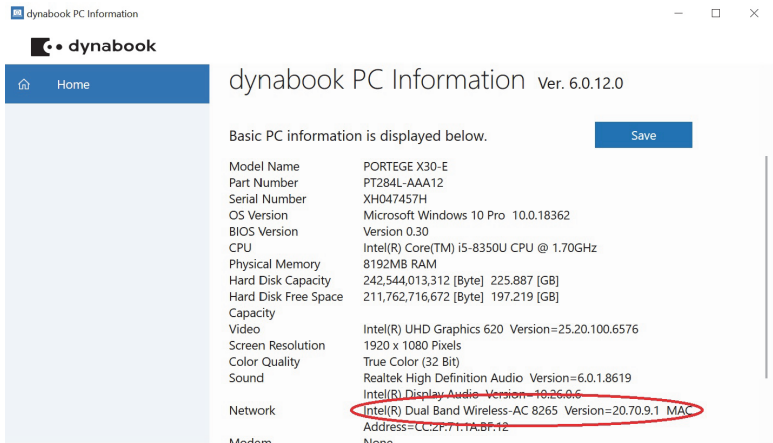 dynabook PC Information
dynabook
Home
dynabook PC Information Ver. 6.0.12.0
Basic PC information is displayed below.
Save
Model Name PORTEGE X30-E
Part Number PT284L-AAA12
Serial Number XH047457H
OS Version Microsoft Windows 10 Pro 10.0.18362
BIOS Version Version 0.30
CPU Intel(R) Core(TM) i5-8350U CPU @ 1.70GHz
Physical Memory 8192MB RAM
Hard Disk Capacity 242,544,013,312 [Byte] 225.887 [GB]
Hard Disk Free Space 211,762,716,672 [Byte] 197.219 [GB]
Capacity
Video Intel(R) UHD Graphics 620 Version=25.20.100.6576
Screen Resolution 1920 x 1080 Pixels
Color Quality True Color (32 Bit)
Sound Realtek High Definition Audio Version=6.0.1.8619
Intel(R) Display Audio Version=10.26.0.6
Network Intel(R) Dual Band Wireless-AC 8265 Version=20.70.9.1 MAC
Address=CC:2F:71:1A:BF:12
Modem None